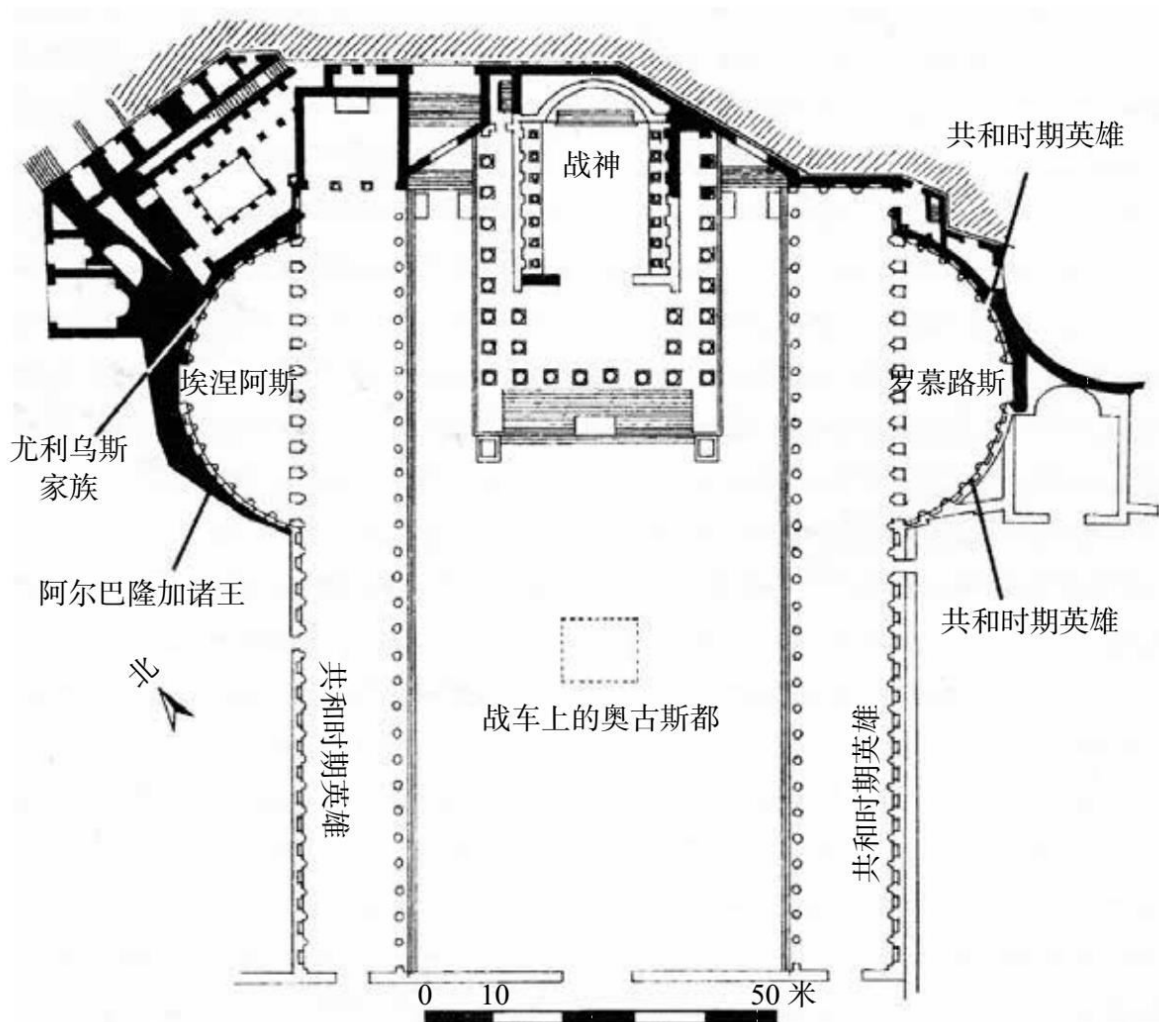 共和时期英雄
战神
埃涅阿斯
罗慕路斯
尤利乌斯
家族
阿尔巴隆加诸王
共和时期英雄
北
共和时期英雄
战车上的奥古斯都
共和时期英雄
0 10 50 米